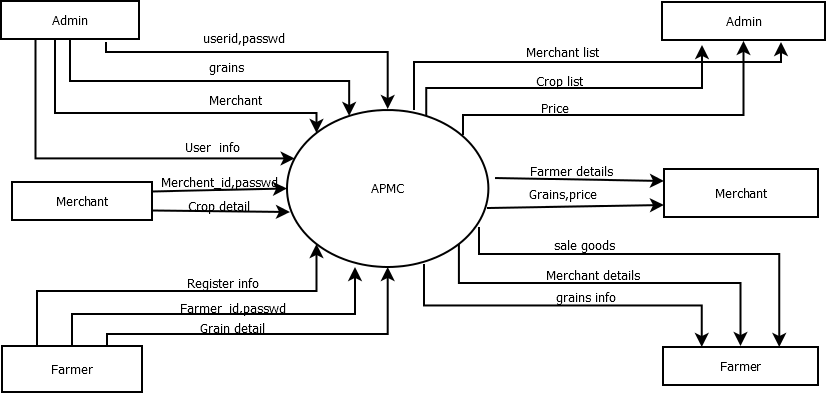 Admin
Admin
userid,passwd
Merchant list
grains
Crop list
Merchant
Price
User info
Farmer details
Merchent_id,passwd
APMC
Merchant
Grains,price
Merchant
Crop detail
sale goods
Register info
Merchant details
Farmer_id,passwd
grains info
Grain detail
Farmer
Farmer